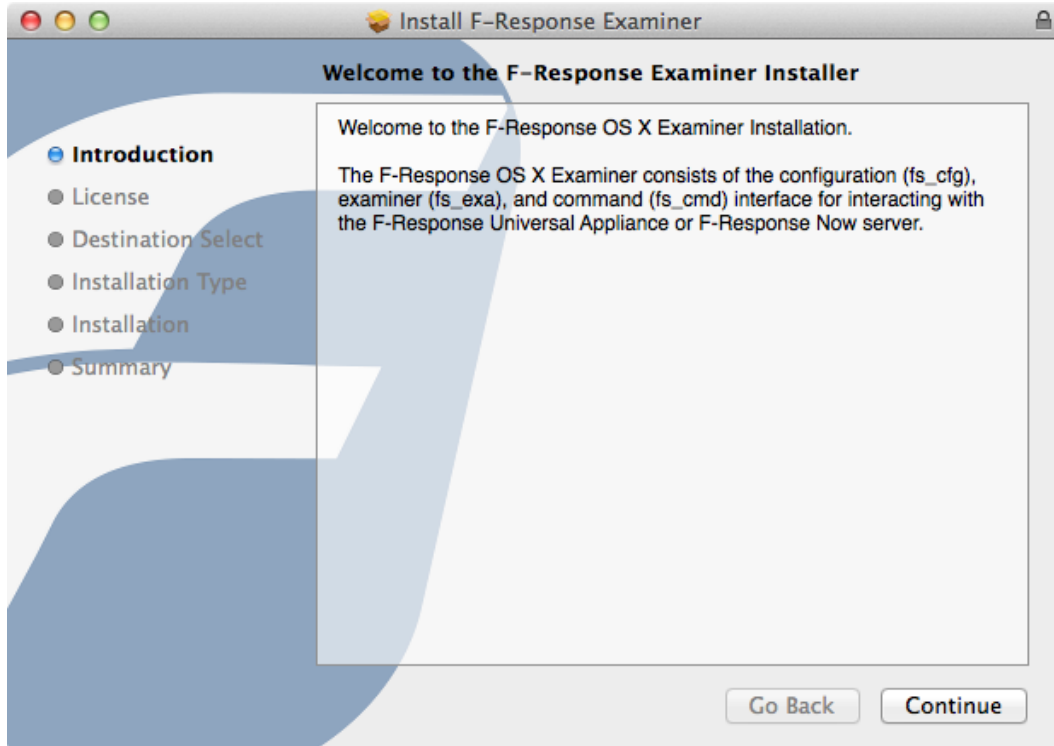 Install F-Response Examiner
Welcome to the F-Response Examiner Installer
Introduction
License
Destination Select
Installation Type
Installation
Summary
Welcome to the F-Response OS X Examiner Installation.
The F-Response OS X Examiner consists of the configuration (fs_cfg),
examiner (fs_exa), and command (fs_cmd) interface for interacting with
the F-Response Universal Appliance or F-Response Now server.
Go Back
Continue